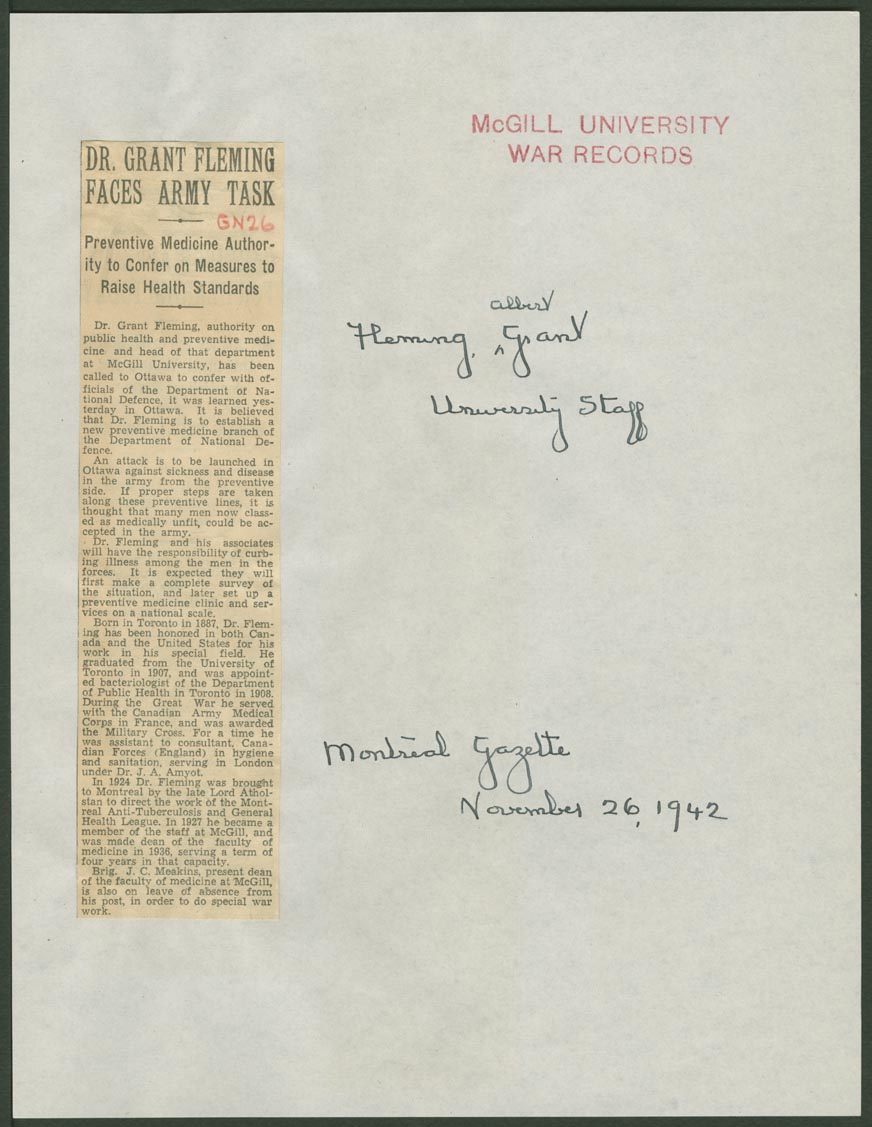 McGILL UNIVERSITY
WAR RECORDS
DR. GRANT FLEMING
FACES ARMY TASK
GN26
Preventive Medicine Author-
ity to Confer on Measures to
Raise Health Standards
Dr. Grant Fleming, authority on
public health and preventive medi-
cine and head of that department
at McGill University, has been
called to Ottawa to confer with of-
ficials of the Department of Na-
tional Defence, it was learned yes-
terday in Ottawa. It is believed
that Dr. Fleming is to establish a
new preventive medicine branch of
the Department of National De-
fence.
An attack is to be launched in
Ottawa against sickness and disease
in the army from the preventive
side. If proper steps are taken
along these preventive lines, it is
thought that many men now class-
ed as medically unfit, could be ac-
cepted in the army.
Dr. Fleming and his associates
will have the responsibility of curb-
ing illness among the men in the
forces. It is expected they will
first make a complete survey of
the situation, and later set up a
preventive medicine clinic and ser-
vices on a national scale.
Born in Toronto in 1887, Dr. Flem-
ing has been honored in both Can-
ada and the United States for his
work in his special field. He
graduated from the University of
Toronto in 1907, and was appoint-
ed bacteriologist of the Department
of Public Health in Toronto in 1908.
During the Great War he served
with the Canadian Army Medical
Corps in France, and was awarded
the Military Cross. For a time he
was assistant to consultant, Cana-
dian Forces (England) in hygiene
and sanitation, serving in London
under Dr. J. A. Amyot.
In 1924 Dr. Fleming was brought
to Montreal by the late Lord Athol-
stan to direct the work of the Mont-
real Anti-Tuberculosis and General
Health League. In 1927 he became a
member of the staff at McGill, and
was made dean of the faculty of
medicine in 1936, serving a term of
four years in that capacity.
Brig. J. C. Meakins, present dean
of the faculty of medicine at McGill,
is also on leave of absence from
his post, in order to do special war
work.
albert
Fleming, ^ Grant
University Staff
Montreal Gazette
November 26, 1942